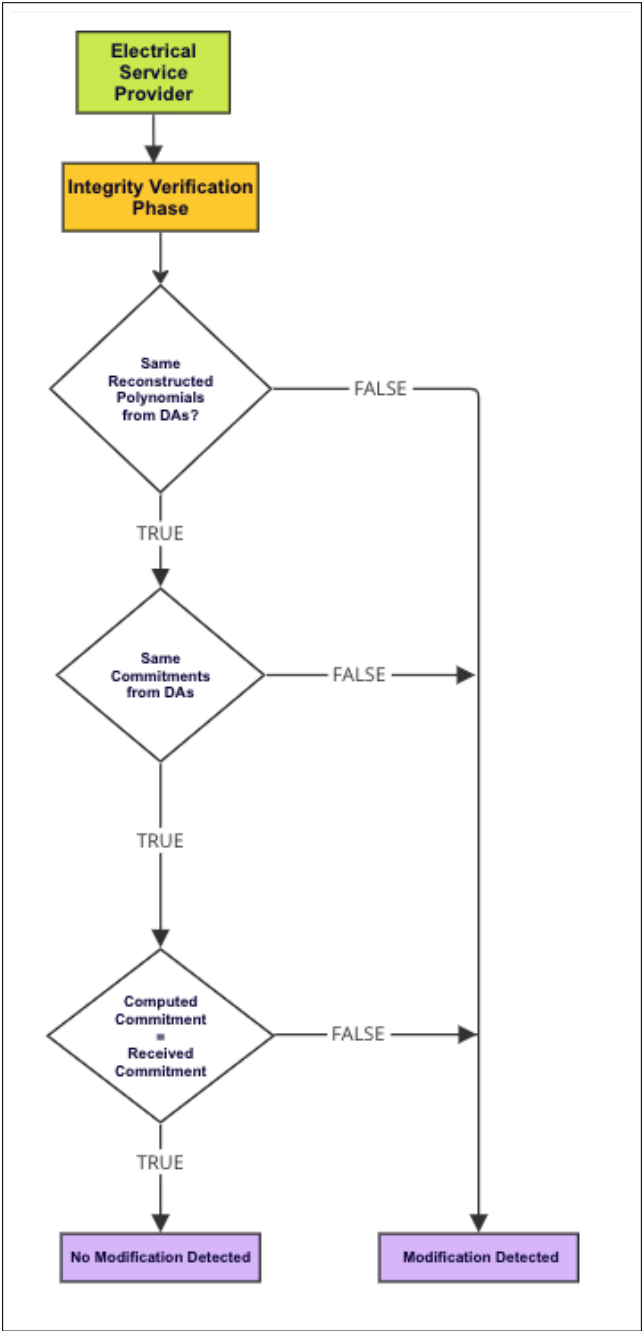 Electrical
Service
Provider
Integrity Verification
Phase
Same
Reconstructed
Polynomials
from DAs?
FALSE
TRUE
Same
Commitments
from DAs
FALSE
TRUE
Computed
Commitment
=
Received
Commitment
FALSE
TRUE
No Modification Detected
Modification Detected